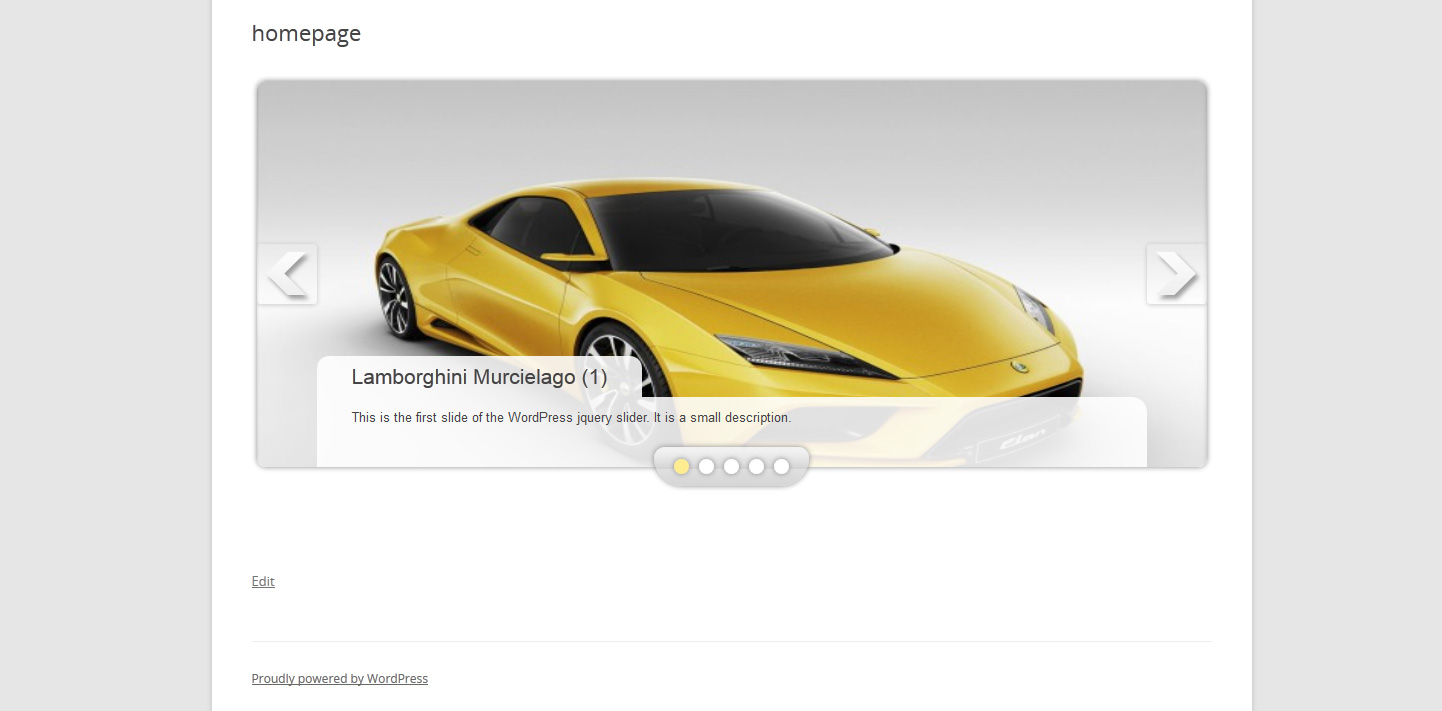 homepage
Lamborghini Murcielago (1)
This is the first slide of the WordPress jquery slider. It is a small description.
Elan
Edit
Proudly powered by WordPress